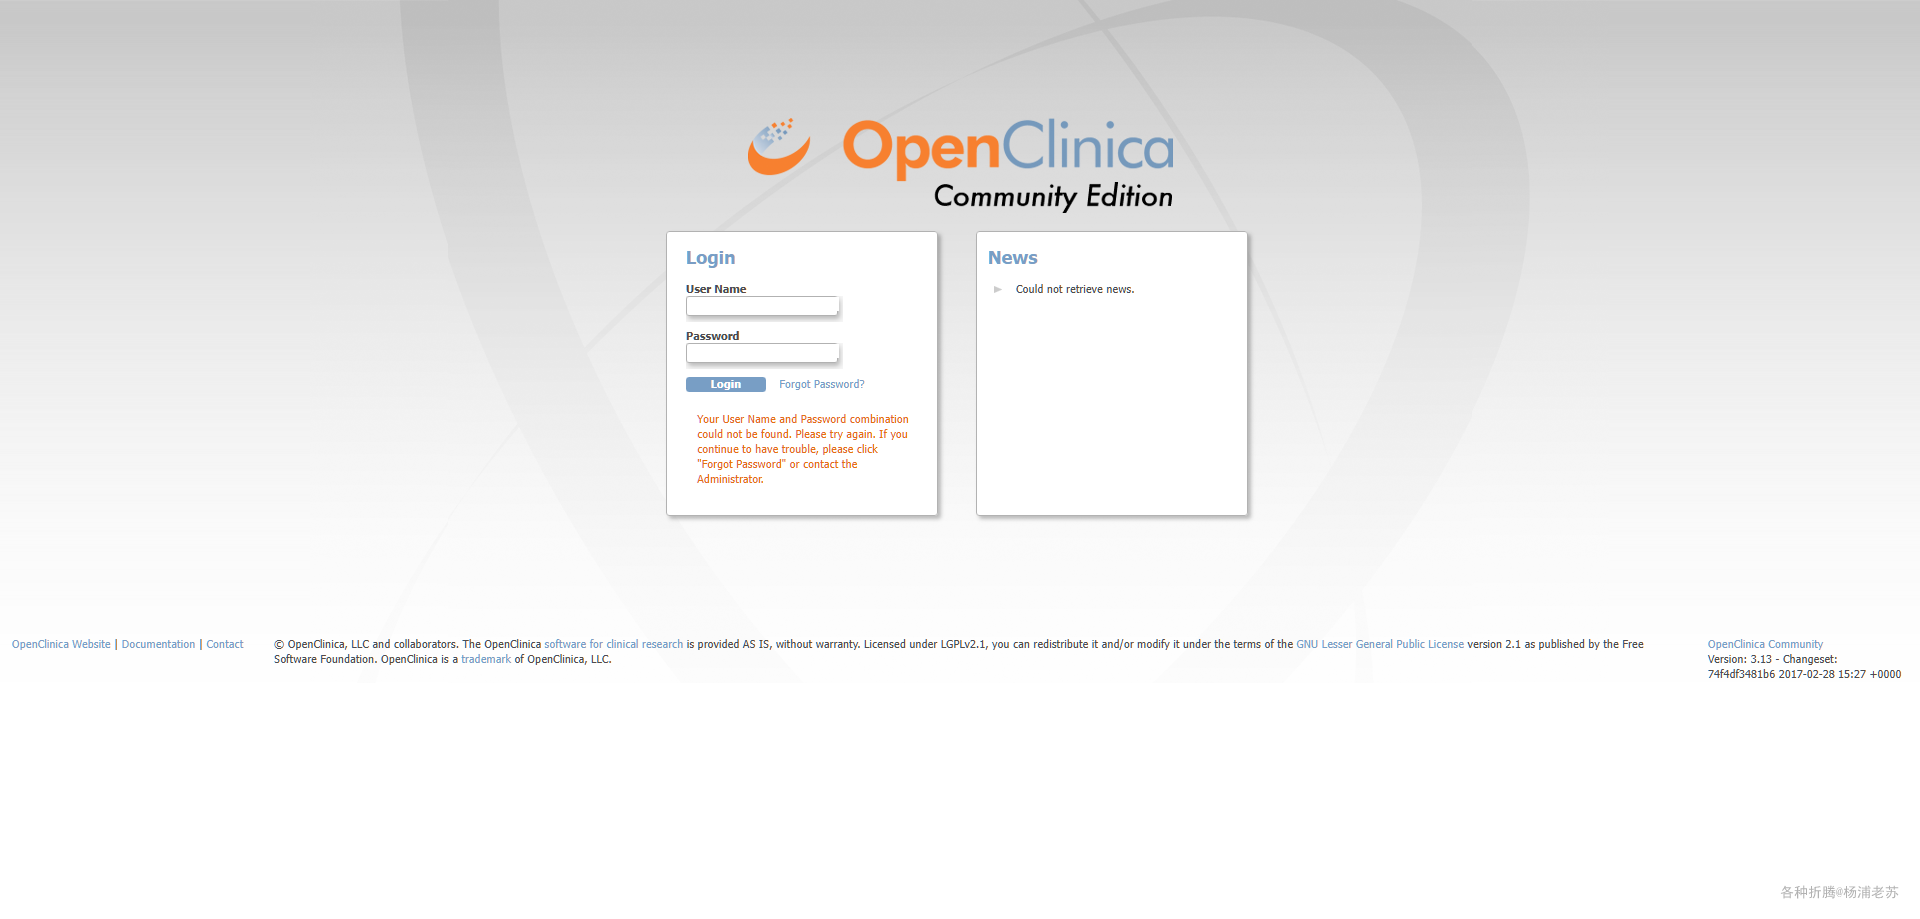 OpenClinica
Community Edition
Login
User Name
Password
Login Forgot Password?
Your User Name and Password combination
could not be found. Please try again. If you
continue to have trouble, please click
"Forgot Password" or contact the
Administrator.
News
Could not retrieve news.
OpenClinica Website | Documentation | Contact
© OpenClinica, LLC and collaborators. The OpenClinica software for clinical research is provided AS IS, without warranty. Licensed under LGPLv2.1, you can redistribute it and/or modify it under the terms of the GNU Lesser General Public License version 2.1 as published by the Free
Software Foundation. OpenClinica is a trademark of OpenClinica, LLC.
OpenClinica Community
Version: 3.13 - Changeset:
74f4df3481b6 2017-02-28 15:27 +0000
各种折腾@杨浦老苏